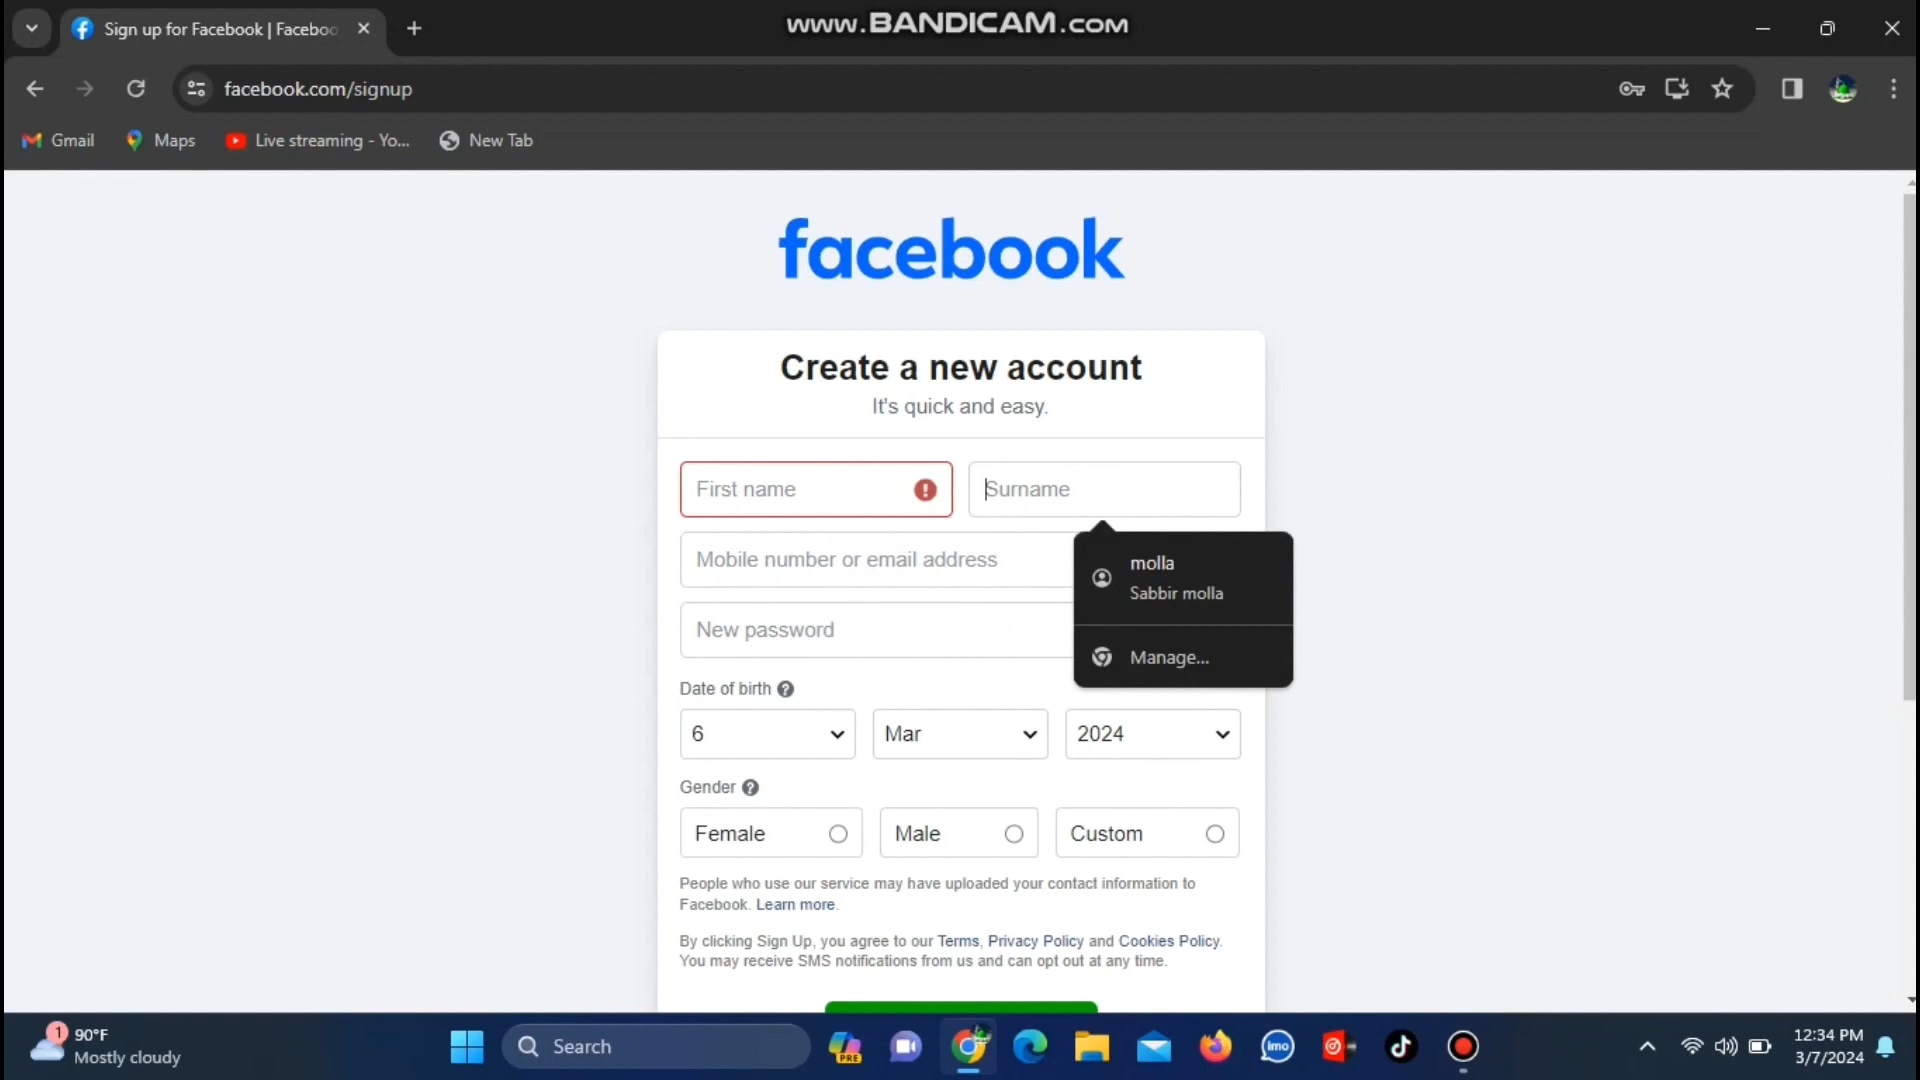 Sign up for Facebook | Faceboo
www.BANDICAM.com
facebook.com/signup
Gmail
Maps
Live streaming - Yo...
New Tab
facebook
Create a new account
It's quick and easy.
First name
Surname
Mobile number or email address
molla
Sabbir molla
New password
Manage...
Date of birth
6
Mar
2024
Gender
Female
Male
Custom
People who use our service may have uploaded your contact information to
Facebook. Learn more.
By clicking Sign Up, you agree to our Terms, Privacy Policy and Cookies Policy.
You may receive SMS notifications from us and can opt out at any time.
1
90°F
Mostly cloudy
Search
PRE
imo
12:34 PM
3/7/2024